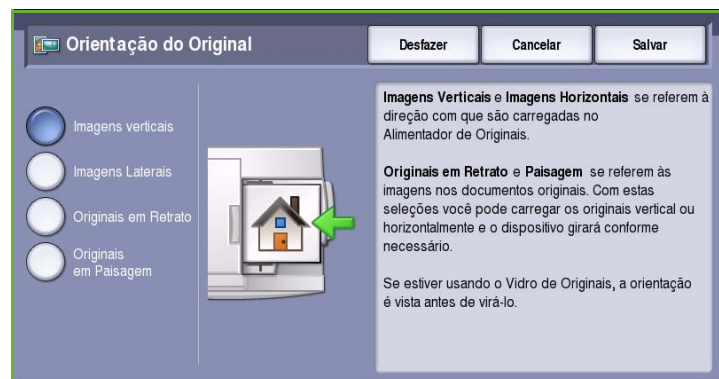 Orientação do Original
Desfazer
Cancelar
Salvar
Imagens verticais
Imagens Laterais
Originais em Retrato
Originais
em Paisagem
Imagens Verticais e Imagens Horizontais se referem à
direção com que são carregadas no
Alimentador de Originais.
Originais em Retrato e Paisagem se referem às
imagens nos documentos originais. Com estas
seleções você pode carregar os originais vertical ou
horizontalmente e o dispositivo girará conforme
necessário.
Se estiver usando o Vidro de Originais, a orientação
é vista antes de virá-lo.